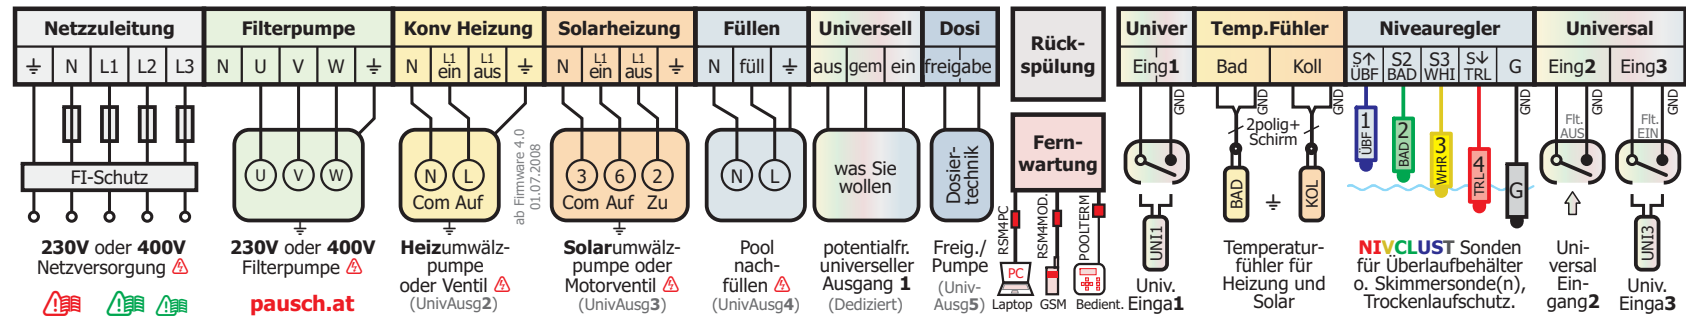 Netzzuleitung
N L1 L2 L3
FI-Schutz
230V oder 400V
Netzversorgung
Filterpumpe
N U V W
U V W
230V oder 400V
Filterpumpe
pausch.at
Konv Heizung
N L1 ein L1 aus
N L
Com Auf
Heizumwälz-
pumpe
oder Ventil
(UnivAusg2)
ab Firmware 4.0
01.07.2008
Solarheizung
N L1 ein L1 aus
3 6 2
Com Auf Zu
Solarumwälz-
pumpe oder
Motorventil
(UnivAusg3)
Füllen
N füll
N L
Pool
nach-
füllen
(UnivAusg4)
Universell
aus gem ein
was Sie
wollen
potentialfr.
universeller
Ausgang 1
(Dediziert)
Dosi
freigabe
Dosier-
technik
Freig./
Pumpe
(Univ-
Ausg5)
Rück-
spülung
Fern-
wartung
RSM4PC
RSM4MOD.
POOLTERM
PC
Laptop GSM Bedient.
Univer
Eing1
GND
UNI1
Univ.
Einga1
Temp.Fühler
Bad Koll
GND GND
2polig+
Schirm
BAD KOL
Temperatur-
fühler für
Heizung und
Solar
Niveauregler
S↑ S2 S3 S↓ G
ÜBF BAD WHI TRL
GND
ÜBF 1
BAD 2
WHR 3
TRL 4
G
NIVCLUST Sonden
für Überlaufbehälter
o. Skimmersonde(n),
Trockenlaufschutz.
Universal
Eing2 Eing3
GND GND
Flt.
AUS
Flt.
EIN
Uni-
versal
Ein-
gang2
UNI3
Univ.
Einga3